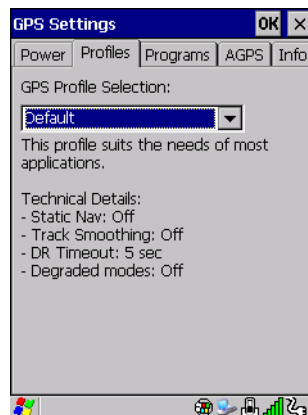 GPS Settings OK
Power Profiles Programs AGPS Info
GPS Profile Selection:
Default
This profile suits the needs of most
applications.
Technical Details:
- Static Nav: Off
- Track Smoothing: Off
- DR Timeout: 5 sec
- Degraded modes: Off